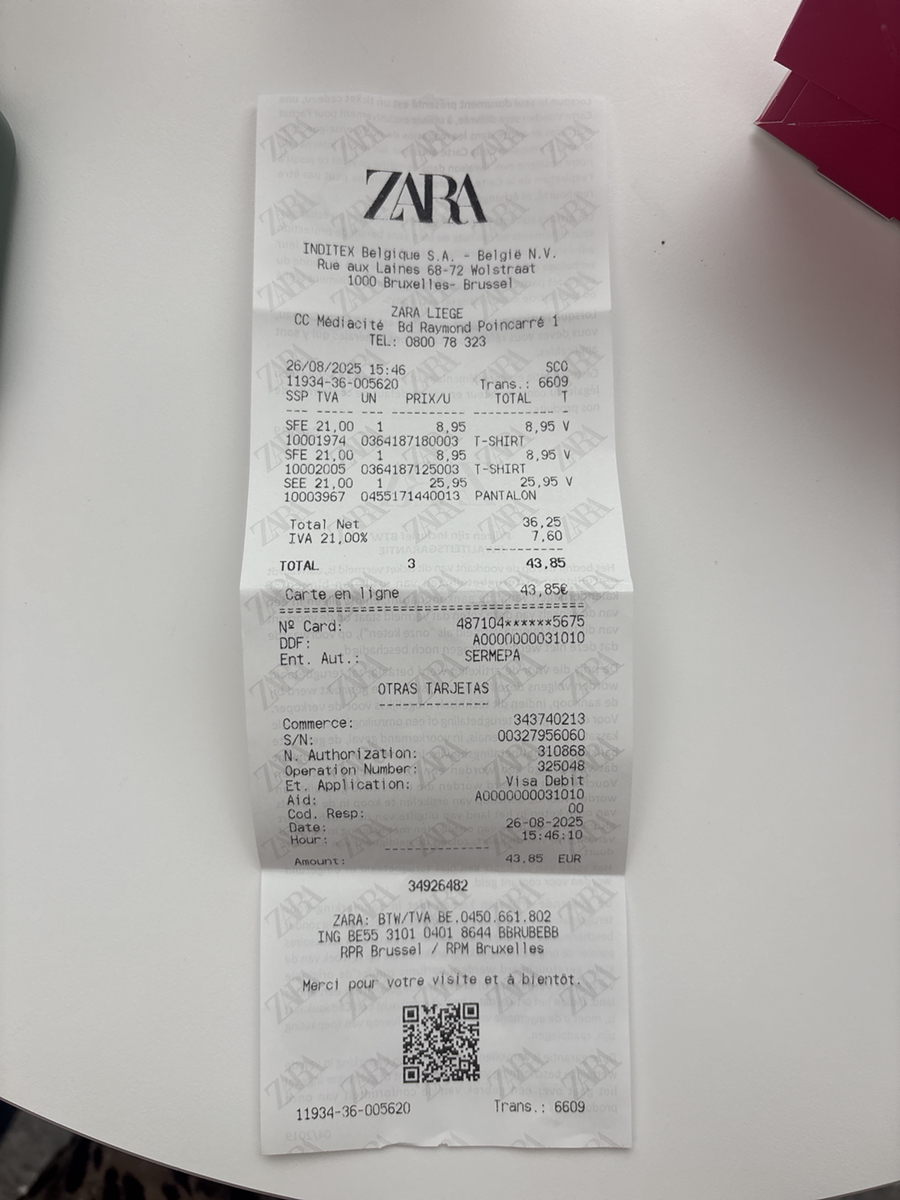 ZARA
INDITEX Belgique S.A. - België N.V.
Rue aux Laines 68-72 Wolstraat
1000 Bruxelles- Brussel
ZARA LIEGE
CC Médiacité Bd Raymond Poincarré 1
TEL: 0800 78 323
26/08/2025 15:46 SCO
11934-36-005620 Trans.: 6609
SSP TVA UN PRIX/U TOTAL T
SFE 21,00 1 8,95 8,95 V
10001974 0364187180003 T-SHIRT
SFE 21,00 1 8,95 8,95 V
10002005 0364187125003 T-SHIRT
SEE 21,00 1 25,95 25,95 V
10003967 0455171440013 PANTALON
Total Net 36,25
IVA 21,00% 7,60
TOTAL 3 43,85
Carte en ligne 43,85€
Nº Card: 487104******5675
DDF: A0000000031010
Ent. Aut.: SERMEPA
OTRAS TARJETAS
Commerce: 343740213
S/N: 00327956060
N. Authorization: 310868
Operation Number: 325048
Et. Application: Visa Debit
Aid: A0000000031010
Cod. Resp: 00
Date: 26-08-2025
Hour: 15:46:10
Amount: 43,85 EUR
34926482
ZARA: BTW/TVA BE.0450.661.802
ING BE55 3101 0401 8644 BBRUBEBB
RPR Brussel / RPM Bruxelles
Merci pour votre visite et à bientôt.
11934-36-005620 Trans.: 6609